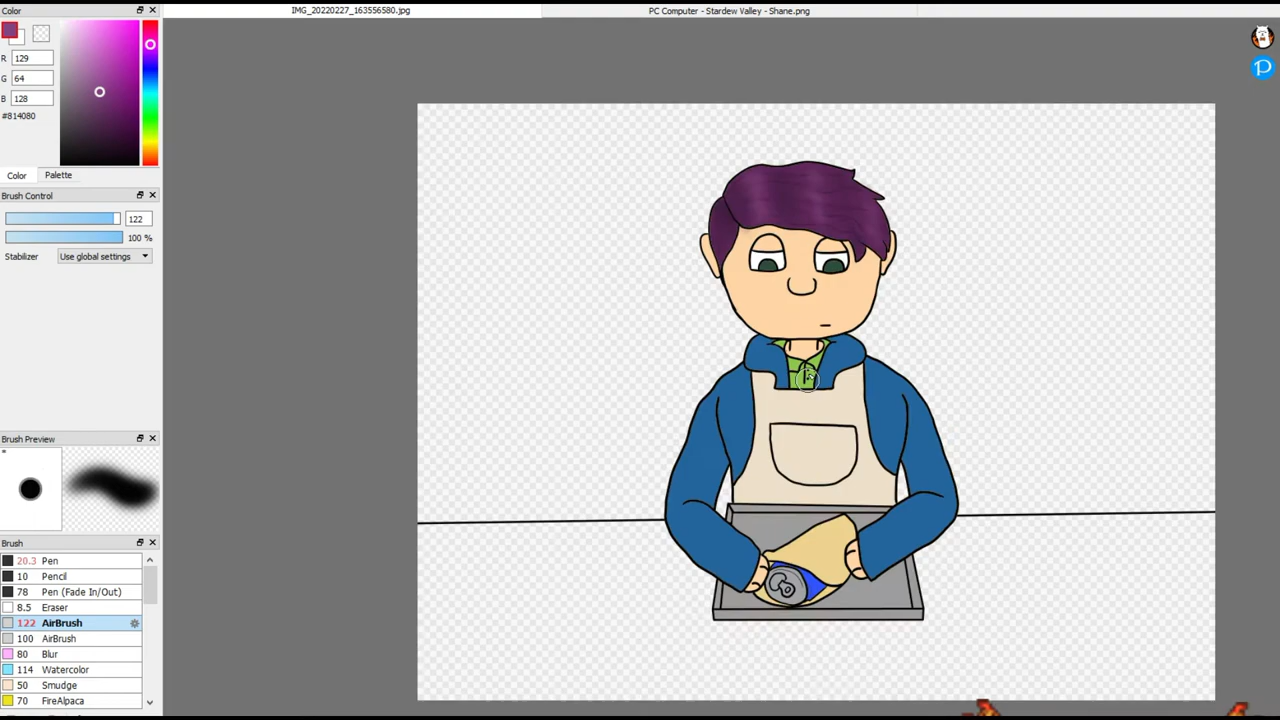 Color
IMG_20220227_163556580.jpg
PC Computer - Stardew Valley - Shane.png
R 129
G 64
B 128
#814080
Color Palette
Brush Control
122
100 %
Stabilizer Use global settings
Brush Preview
Brush
20.3 Pen
10 Pencil
78 Pen (Fade In/Out)
8.5 Eraser
122 AirBrush
100 AirBrush
80 Blur
114 Watercolor
50 Smudge
70 FireAlpaca